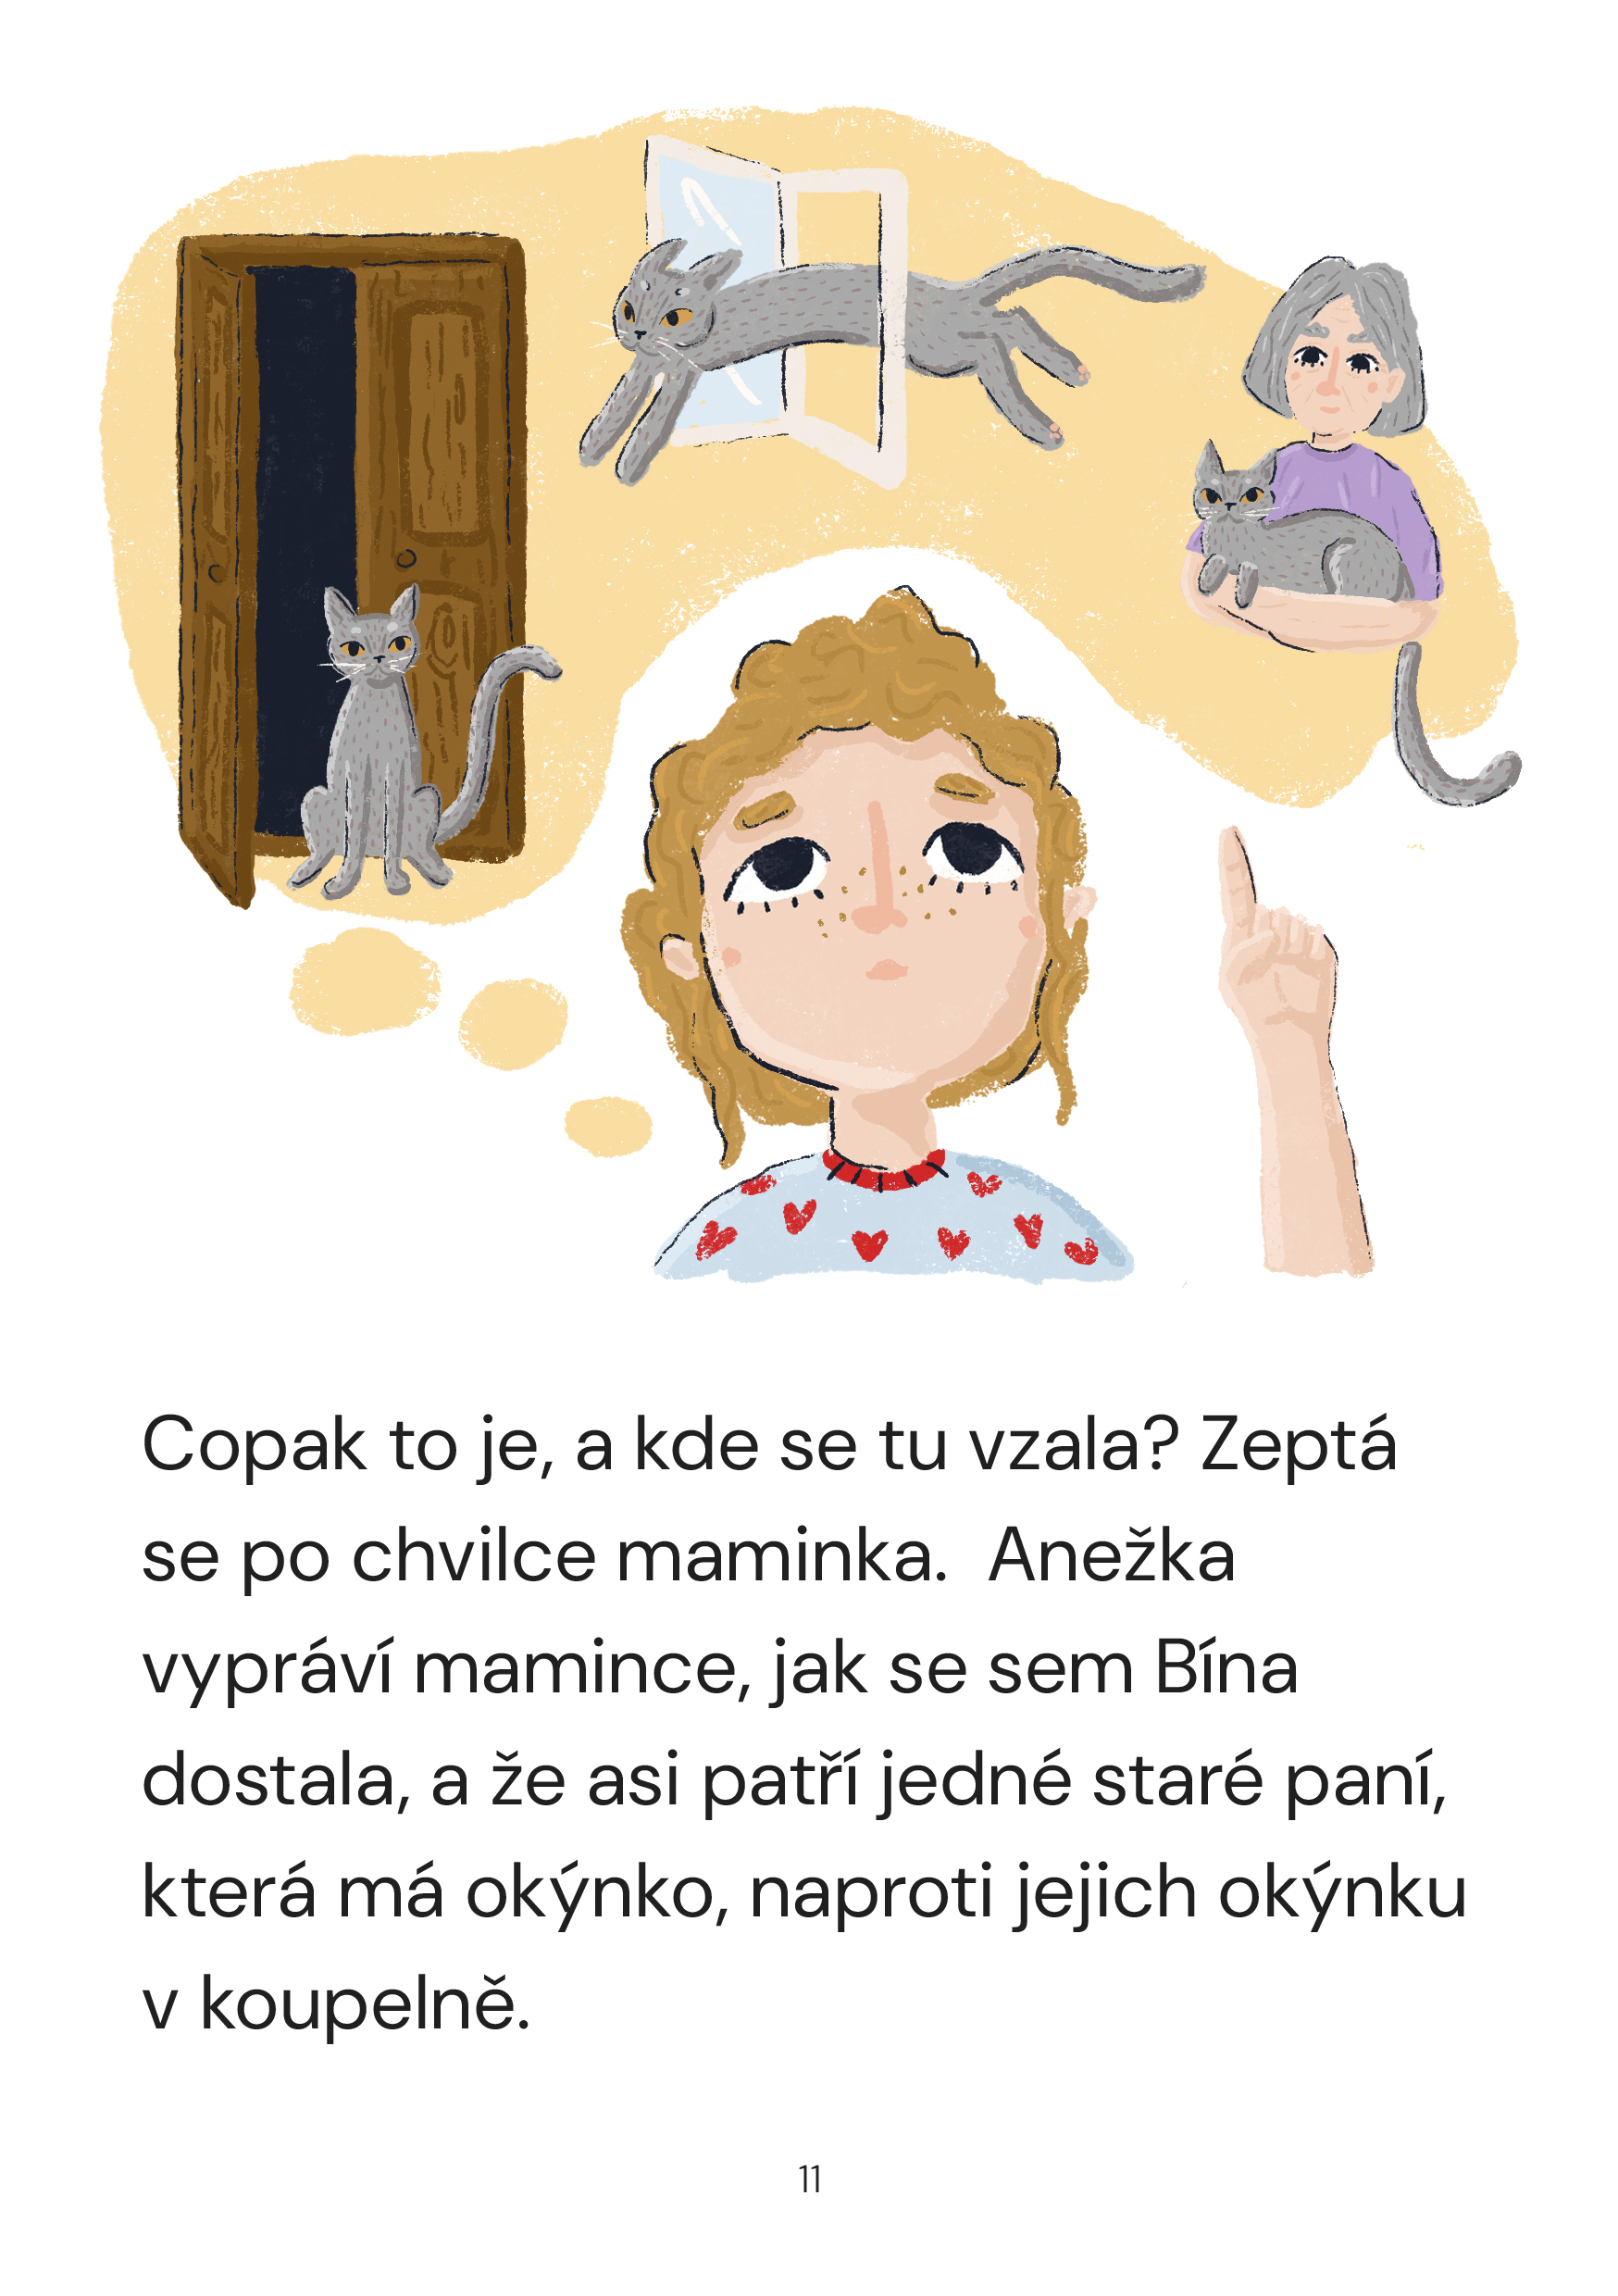 Copak to je, a kde se tu vzala? Zeptá
se po chvilce maminka.  Anežka
vypráví mamince, jak se sem Bína
dostala, a že asi patří jedné staré paní,
která má okýnko, naproti jejich okýnku
v koupelně.
11